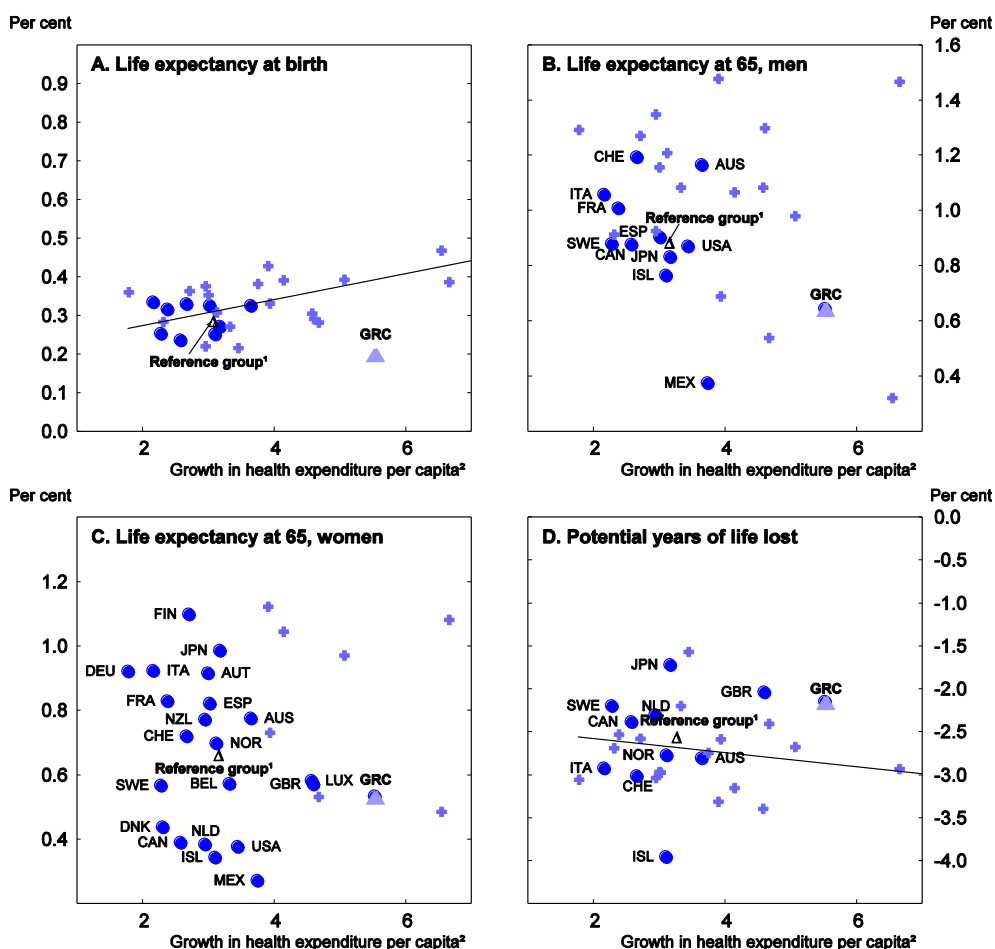 Per cent
Per cent
A. Life expectancy at birth
0.9
0.8
0.7
0.6
0.5
0.4
0.3
0.2
0.1
0.0
GRC
Reference group¹
2
4
6
Growth in health expenditure per capita²
B. Life expectancy at 65, men
1.6
1.4
1.2
1.0
0.8
0.6
0.4
CHE
AUS
ITA
FRA
Reference group¹
ESP
SWE
CAN
JPN
USA
ISL
GRC
MEX
2
4
6
Growth in health expenditure per capita²
Per cent
Per cent
C. Life expectancy at 65, women
1.2
1.0
0.8
0.6
0.4
FIN
JPN
DEU
ITA
AUT
FRA
ESP
NZL
AUS
CHE
NOR
Reference group¹
SWE
BEL
GBR
LUX
GRC
DNK
CAN
NLD
ISL
USA
MEX
2
4
6
Growth in health expenditure per capita²
D. Potential years of life lost
0.0
-0.5
-1.0
-1.5
-2.0
-2.5
-3.0
-3.5
-4.0
JPN
GBR
GRC
SWE
NLD
CAN
Reference group¹
NOR
AUS
ITA
CHE
ISL
2
4
6
Growth in health expenditure per capita²